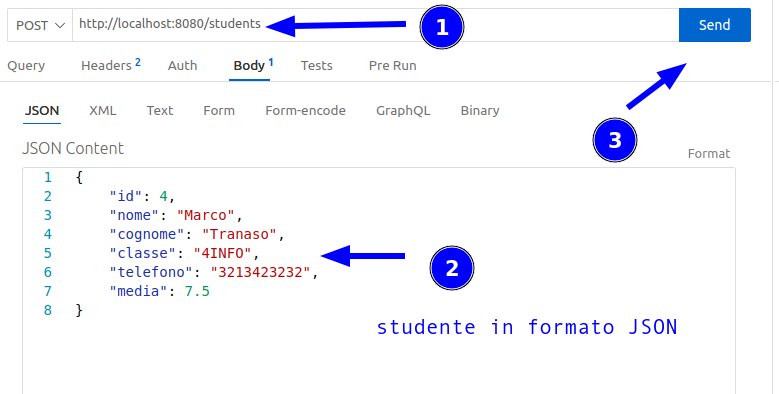 POST http://localhost:8080/students 1 Send
Query Headers 2 Auth Body 1 Tests Pre Run
3
JSON XML Text Form Form-encode GraphQL Binary
JSON Content Format
1 {
2 "id": 4,
3 "nome": "Marco",
4 "cognome": "Tranaso",
5 "classe": "4INFO",
2
6 "telefono": "3213423232",
7 "media": 7.5
8 }
studente in formato JSON